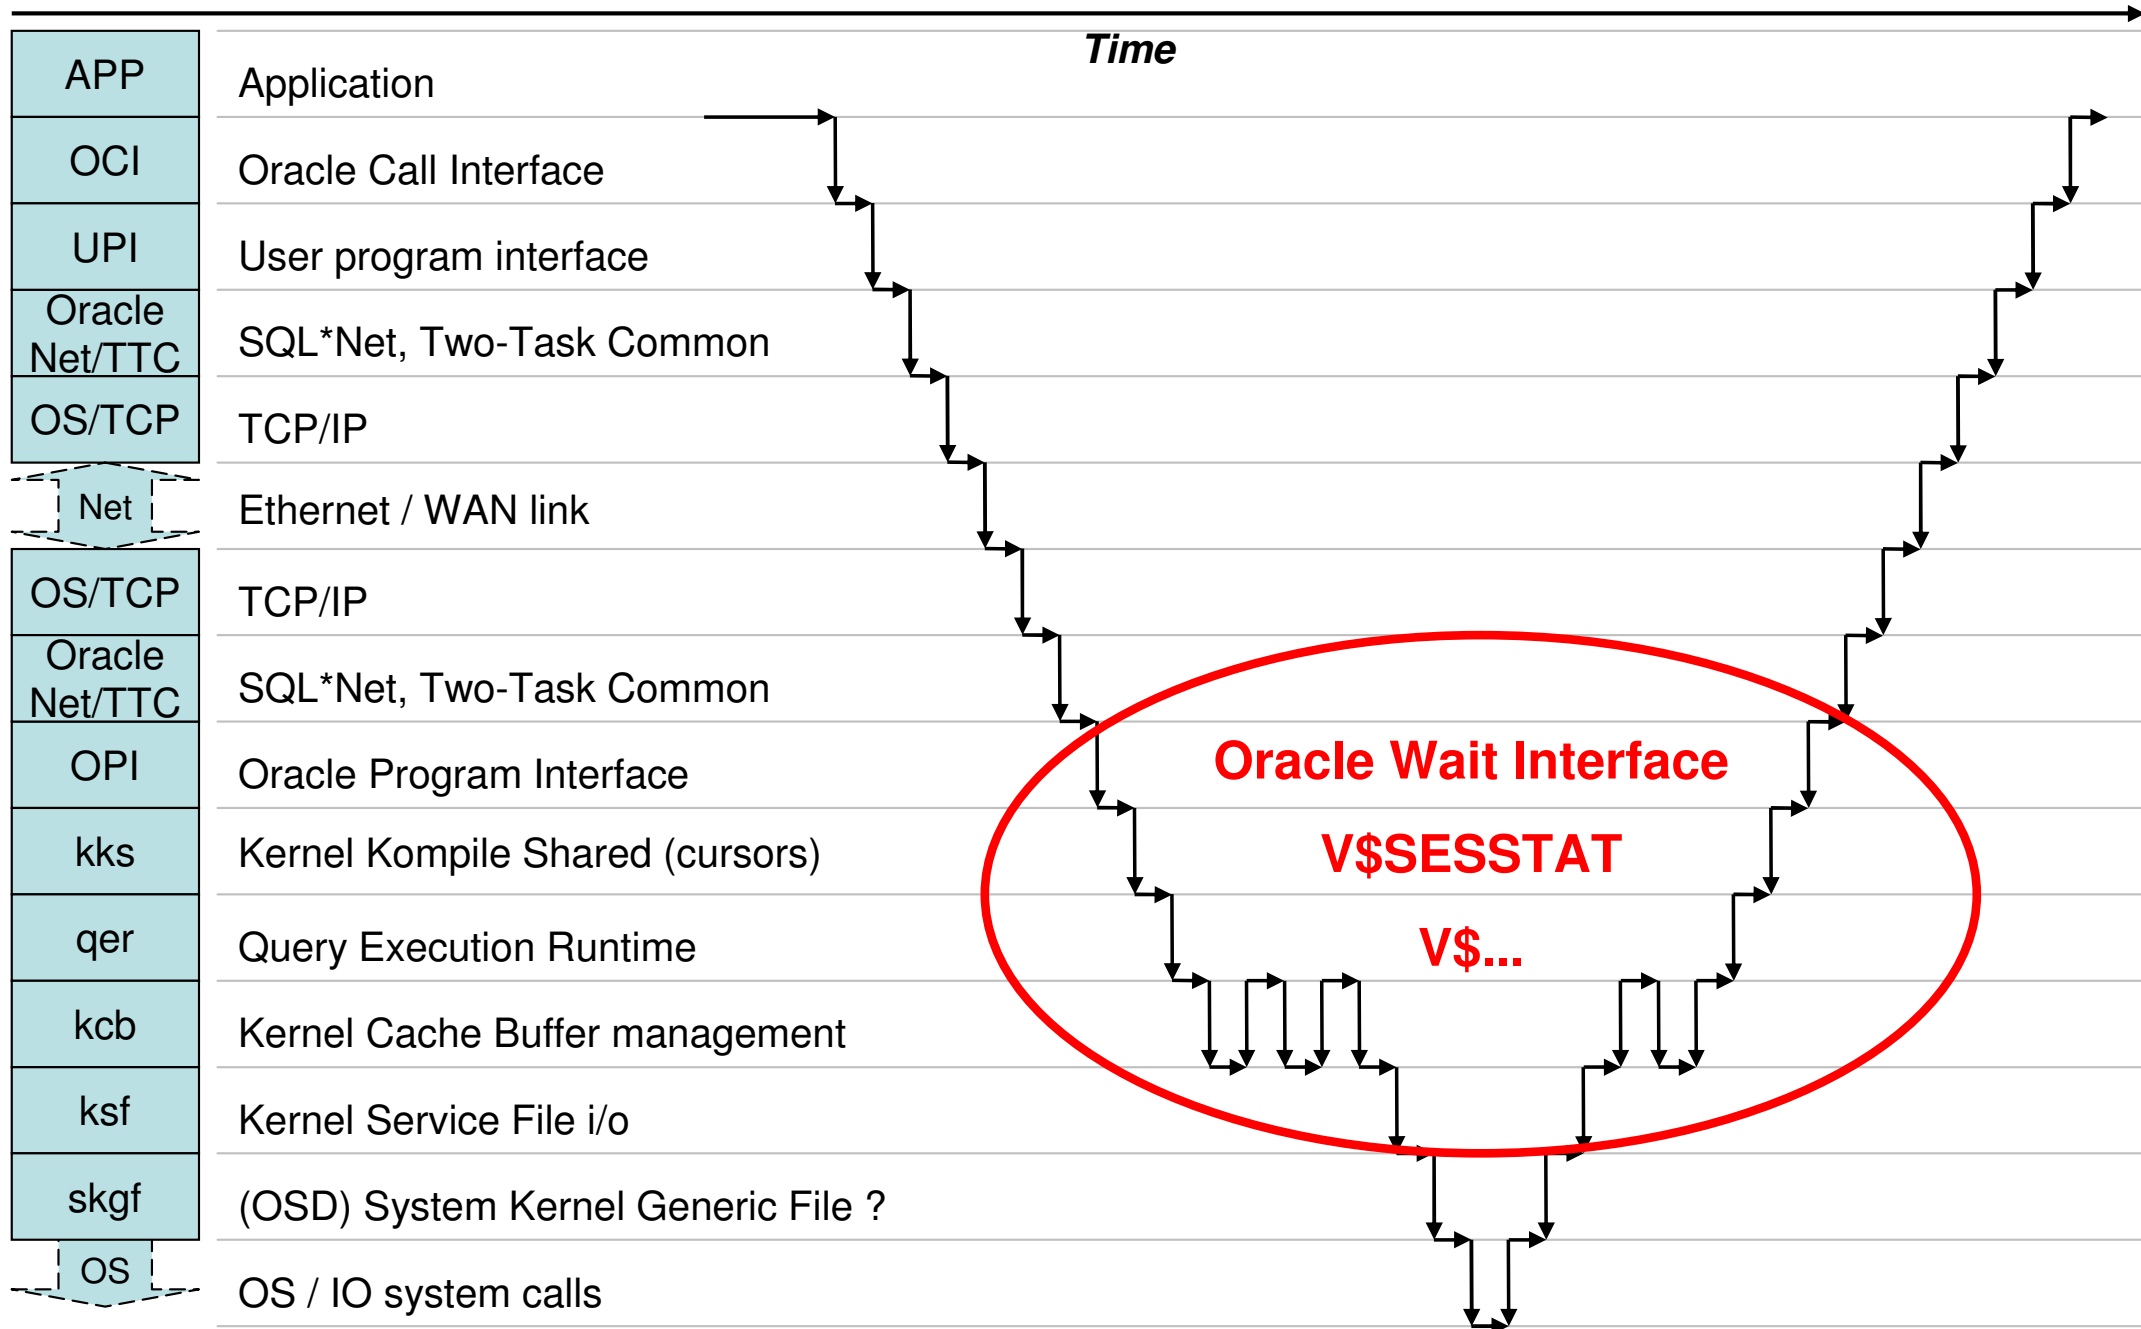 Time
APP
Application
OCI
Oracle Call Interface
UPI
User program interface
Oracle
Net/TTC
SQL*Net, Two-Task Common
OS/TCP
TCP/IP
Net
Ethernet / WAN link
OS/TCP
TCP/IP
Oracle
Net/TTC
SQL*Net, Two-Task Common
OPI
Oracle Program Interface
Oracle Wait Interface
kks
Kernel Kompile Shared (cursors)
V$SESSTAT
qer
Query Execution Runtime
V$...
kcb
Kernel Cache Buffer management
ksf
Kernel Service File i/o
skgf
(OSD) System Kernel Generic File ?
OS
OS / IO system calls